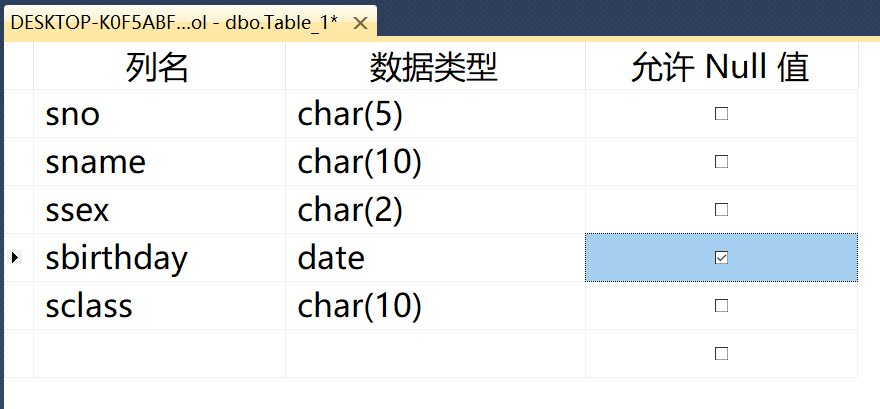 DESKTOP-K0F5ABF...ol - dbo.Table_1*
列名 数据类型 允许 Null 值
sno char(5)
sname char(10)
ssex char(2)
sbirthday date
sclass char(10)